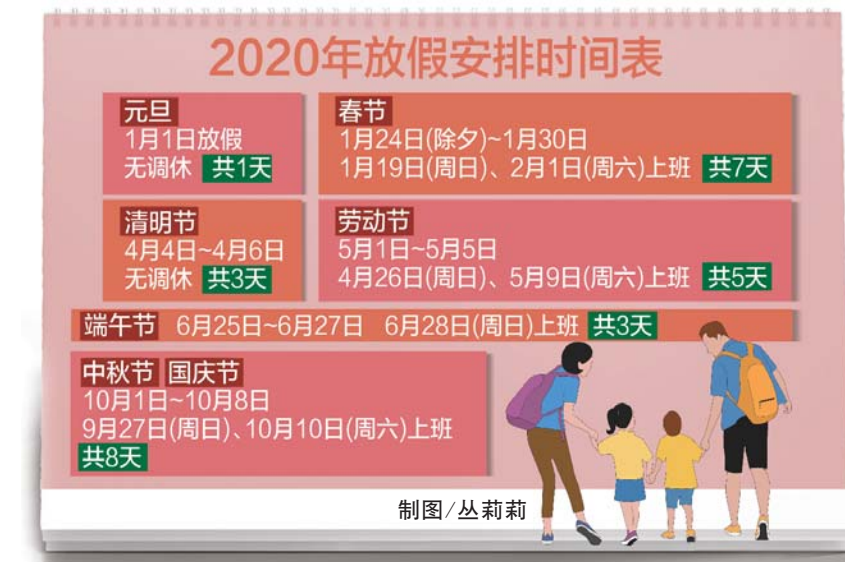 2020年放假安排时间表
元旦
1月1日放假
无调休 共1天
春节
1月24日(除夕)~1月30日
1月19日(周日)、2月1日(周六)上班 共7天
清明节
4月4日~4月6日
无调休 共3天
劳动节
5月1日~5月5日
4月26日(周日)、5月9日(周六)上班 共5天
端午节 6月25日~6月27日 6月28日(周日)上班 共3天
中秋节 国庆节
10月1日~10月8日
9月27日(周日)、10月10日(周六)上班
共8天
制图/丛莉莉